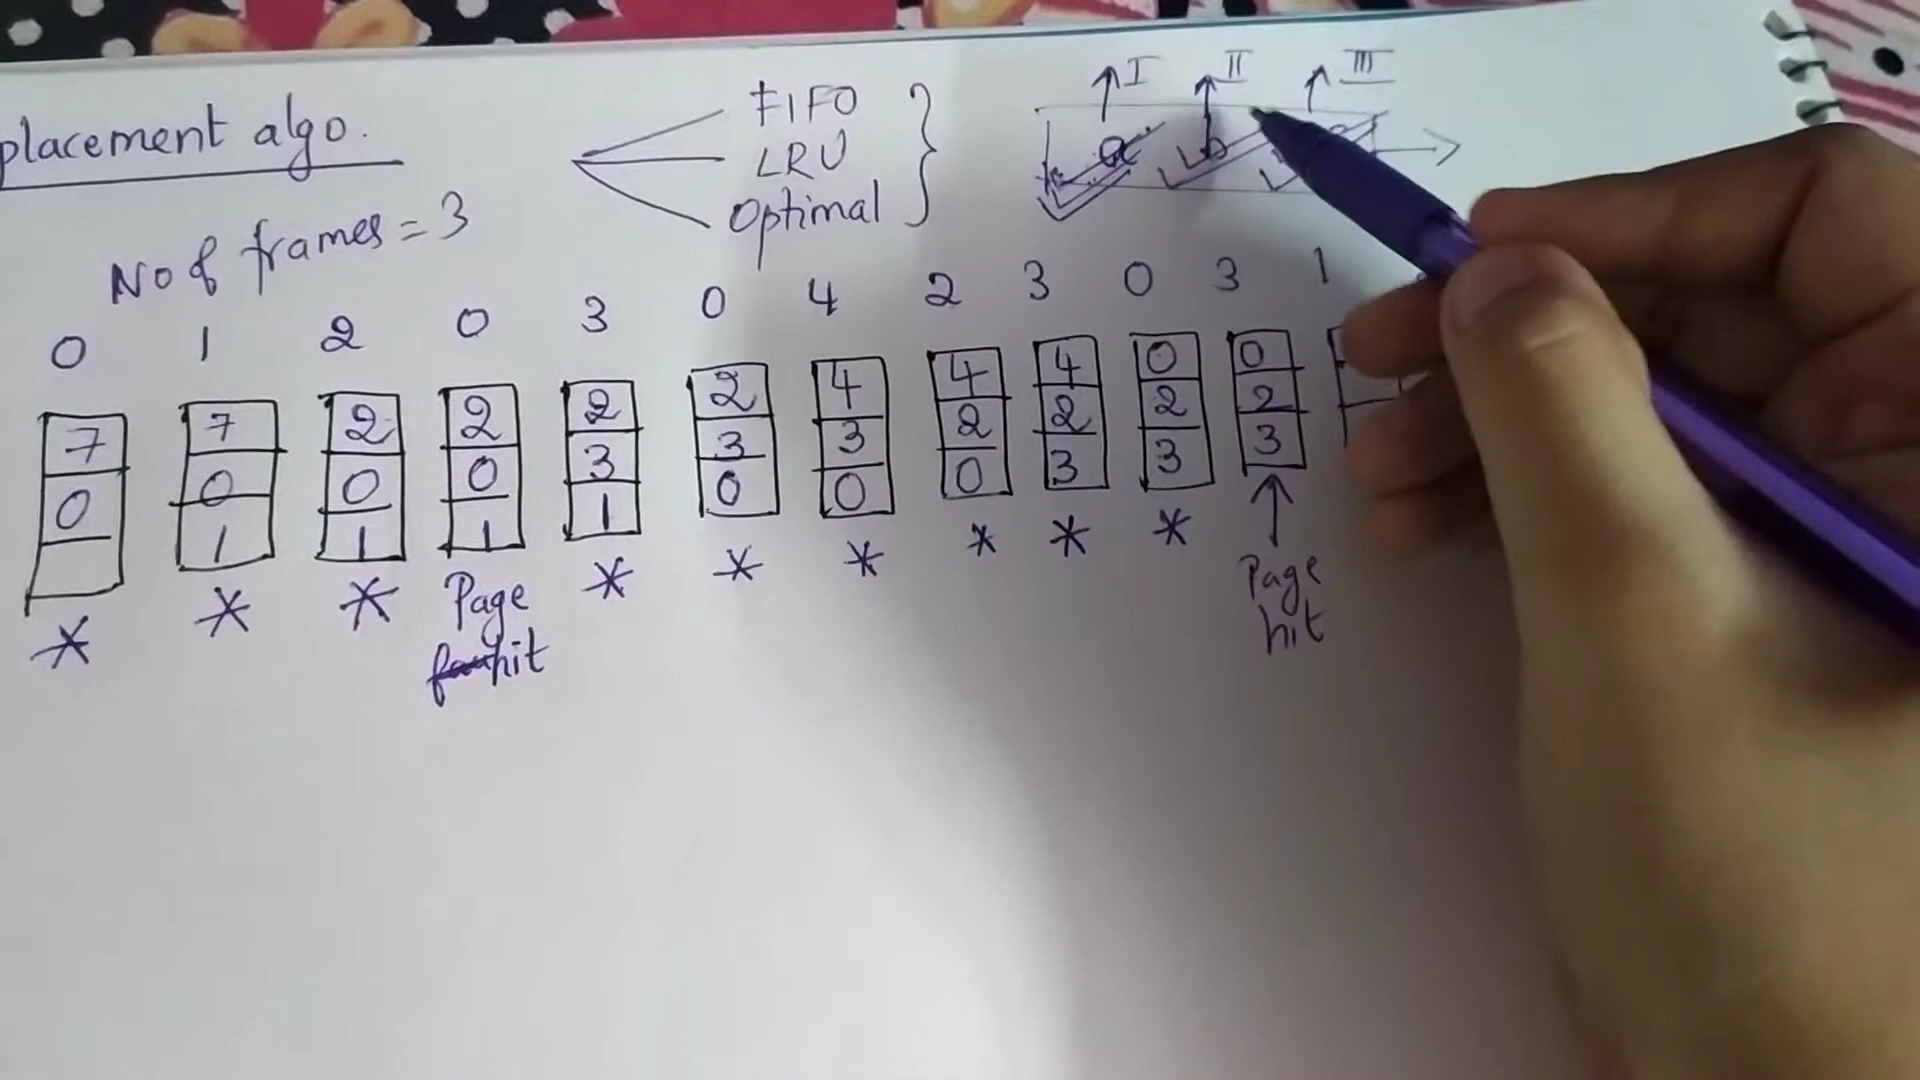 placement algo.
FIFO
LRU
Optimal
I II III
a b
No of frames = 3
0 1 2 0 3 0 4 2 3 0 3 1
7 7 2 2 2 2 4 4 4 0 0
0 0 0 0 3 3 3 2 2 2 2
1 1 1 1 0 0 0 3 3 3
* * * Page hit * * * * * * Page hit